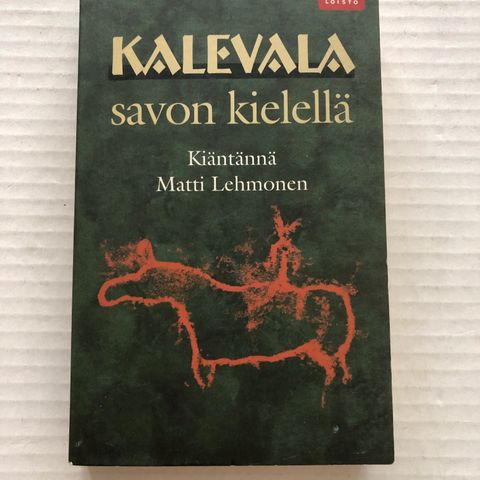 LOISTO
KALEVALA
savon kielellä
Kiäntännä
Matti Lehmonen